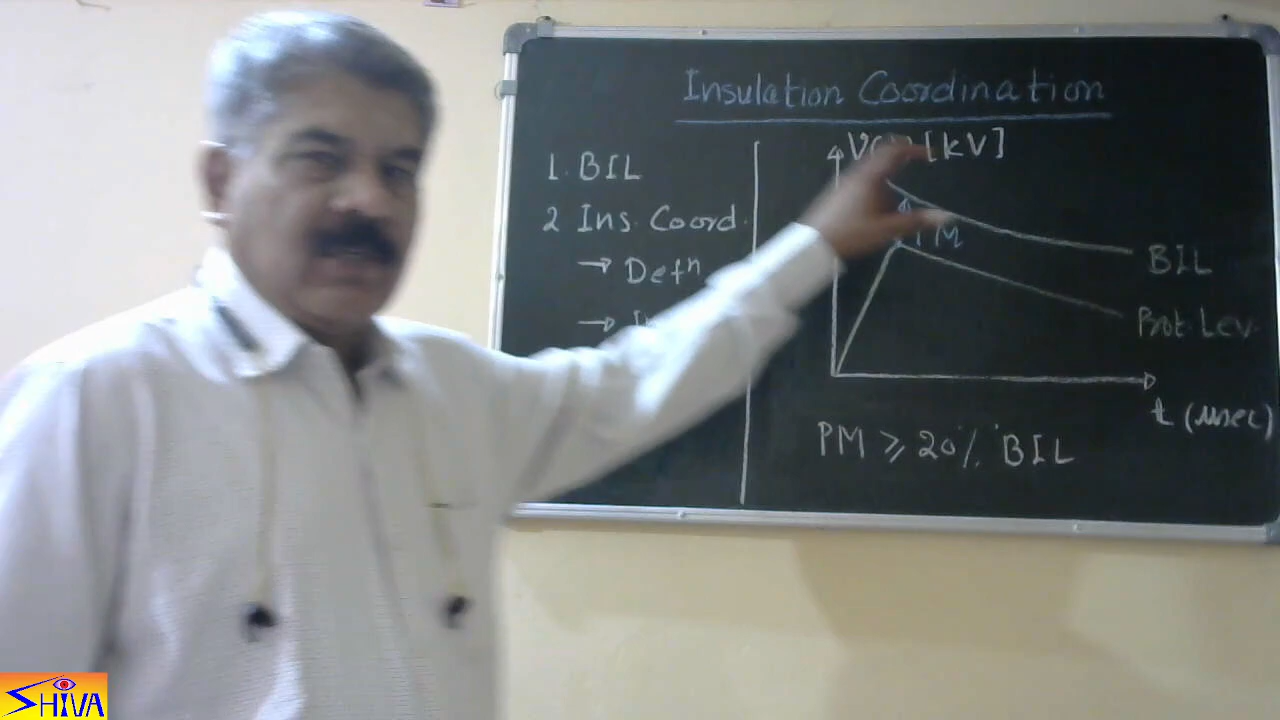 Insulation Coordination
1. BIL
2 Ins. Coord.
→ Defⁿ
→
[kV]
PM
BIL
Prot. Lev.
t (μsec)
PM ≥ 20% BIL
SHIVA